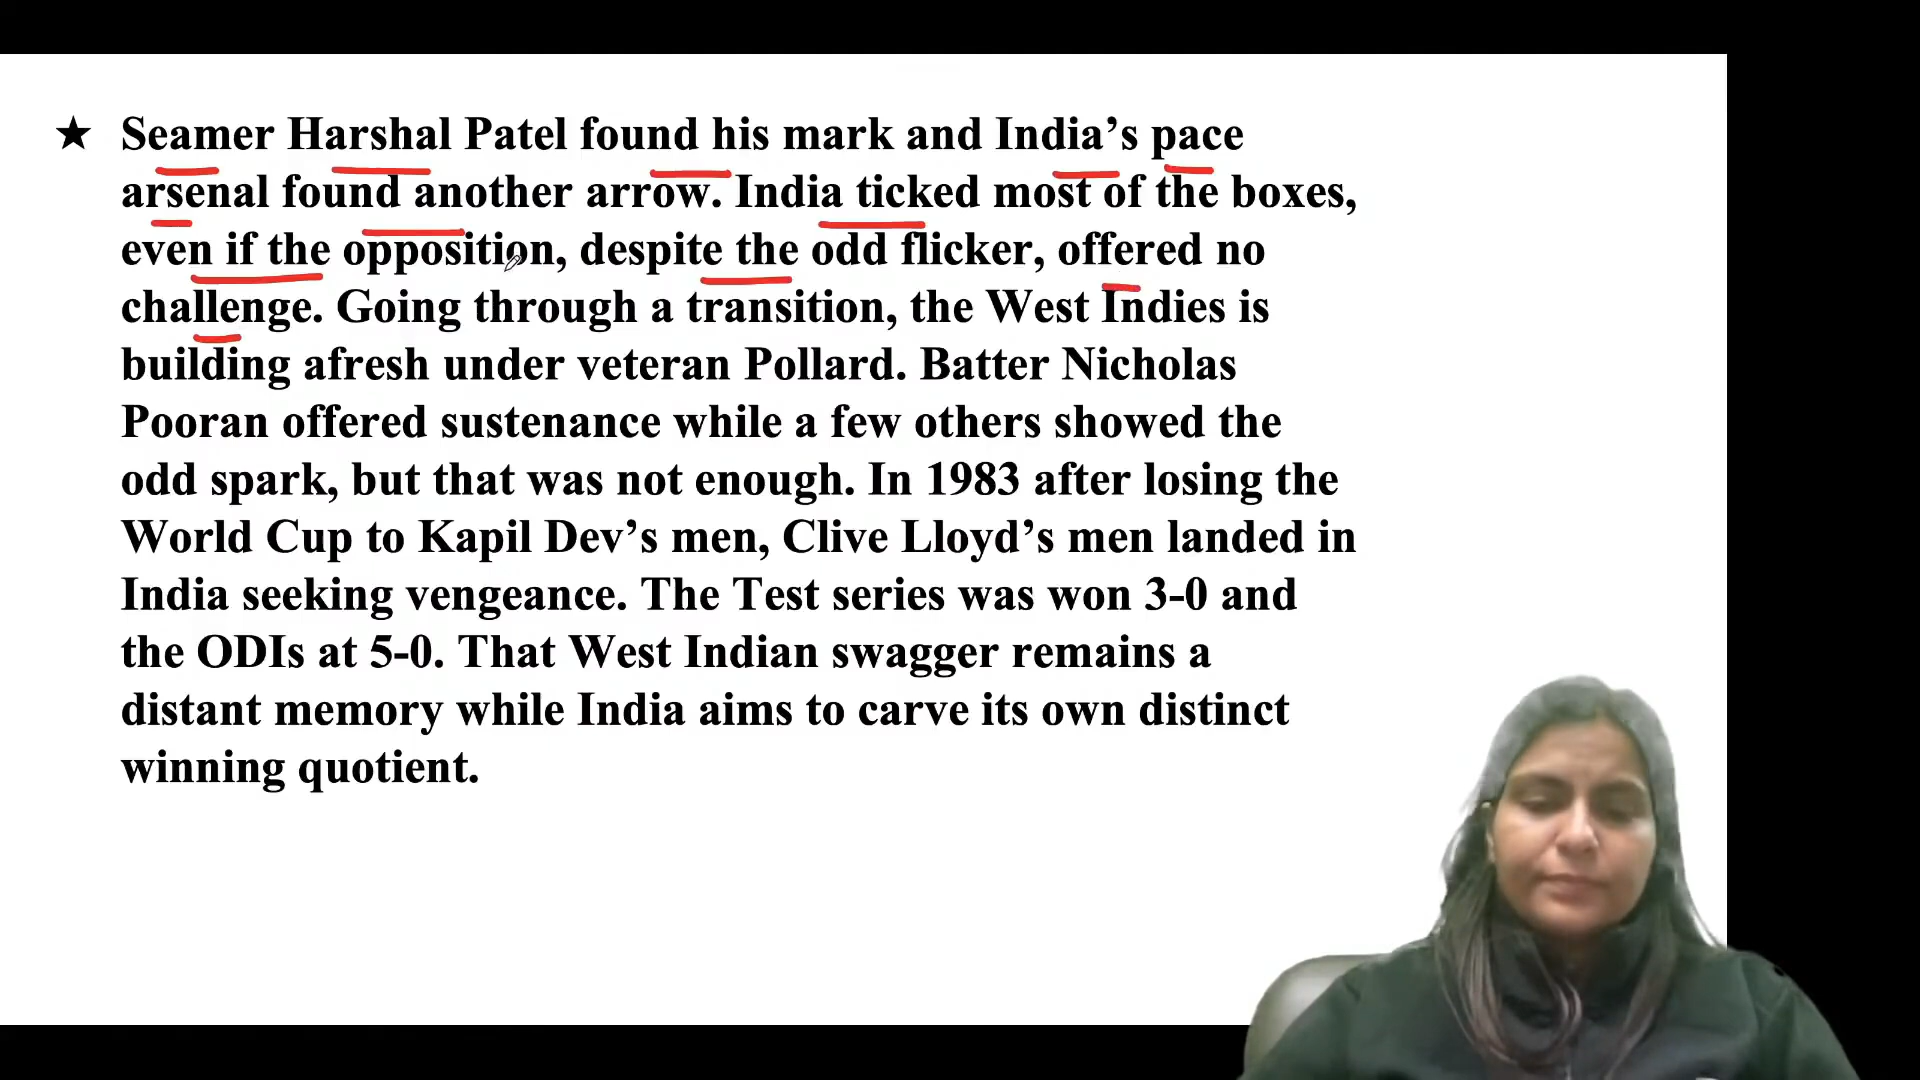 ★ Seamer Harshal Patel found his mark and India’s pace
arsenal found another arrow. India ticked most of the boxes,
even if the opposition, despite the odd flicker, offered no
challenge. Going through a transition, the West Indies is
building afresh under veteran Pollard. Batter Nicholas
Pooran offered sustenance while a few others showed the
odd spark, but that was not enough. In 1983 after losing the
World Cup to Kapil Dev’s men, Clive Lloyd’s men landed in
India seeking vengeance. The Test series was won 3-0 and
the ODIs at 5-0. That West Indian swagger remains a
distant memory while India aims to carve its own distinct
winning quotient.